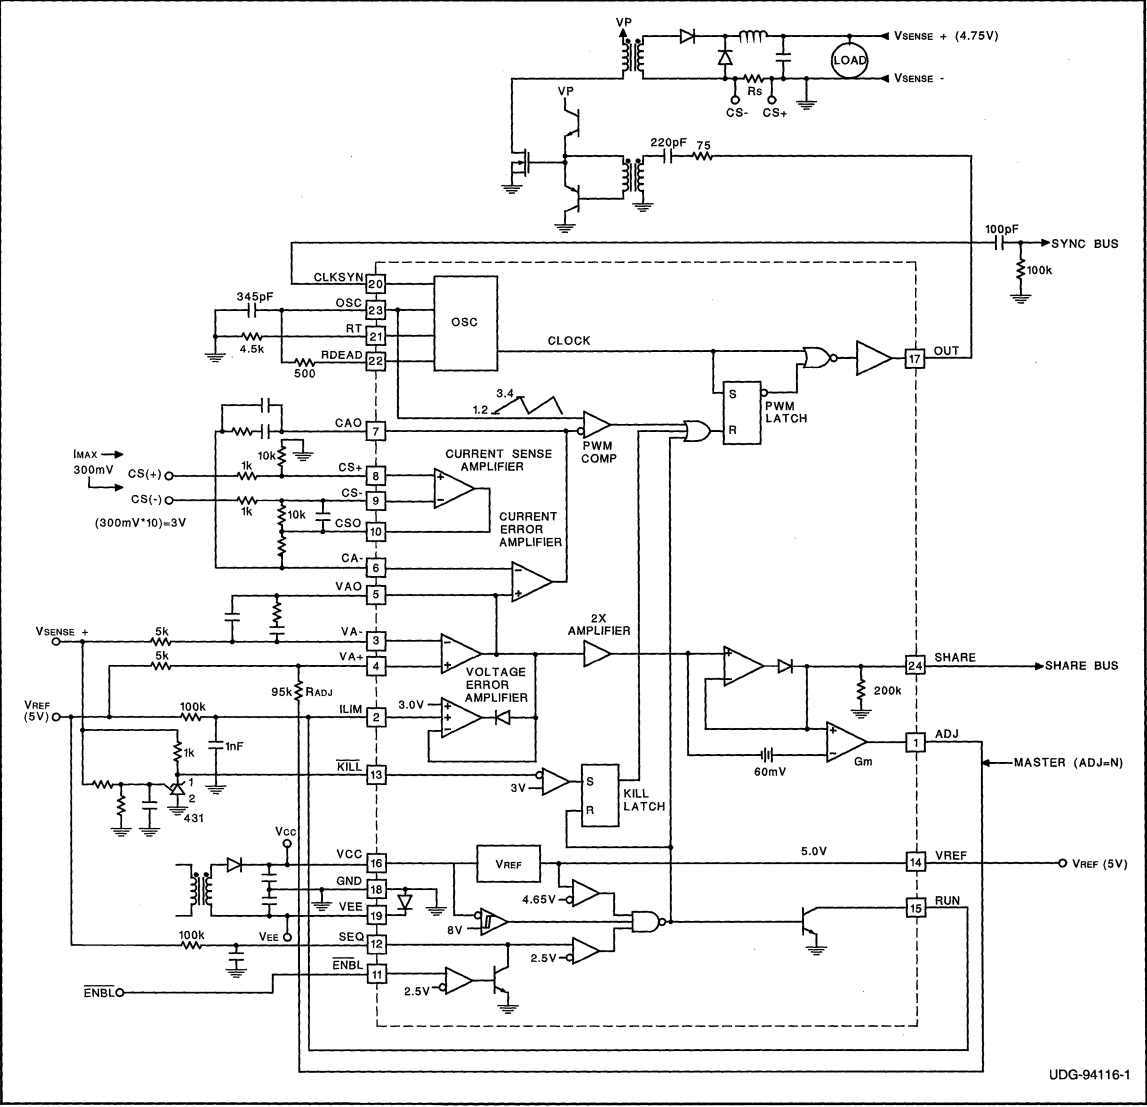 VP
VSENSE + (4.75V)
LOAD
VSENSE -
Rs
CS- CS+
VP
220pF 75
100pF
SYNC BUS
100k
CLKSYN 20
345pF
OSC 23
OSC
RT 21
4.5k
RDEAD 22
500
CLOCK
17 OUT
3.4
1.2
S
R
PWM
LATCH
PWM
COMP
CAO 7
IMAX
300mV
10k
CS(+) 1k CS+ 8
CURRENT SENSE
AMPLIFIER
+
−
CS(-) 1k CS- 9
(300mV*10)=3V
10k
CSO 10
CURRENT
ERROR
AMPLIFIER
CA- 6
−
+
VAO 5
2X
AMPLIFIER
VSENSE + 5k VA- 3
−
+
5k VA+ 4
VOLTAGE
ERROR
AMPLIFIER
+
−
24 SHARE SHARE BUS
200k
95k RADJ
VREF
(5V)
100k ILIM 2
3.0V
+
+
−
1nF
1k
+
−
Gm
60mV
1 ADJ
MASTER (ADJ=N)
KILL 13
3V
S
R
KILL
LATCH
1
2
431
VCC
VCC 16
VREF
5.0V
14 VREF VREF (5V)
GND 18
4.65V
VEE 19
VEE
8V
15 RUN
100k SEQ 12
2.5V
ENBL 11
2.5V
ENBL
UDG-94116-1